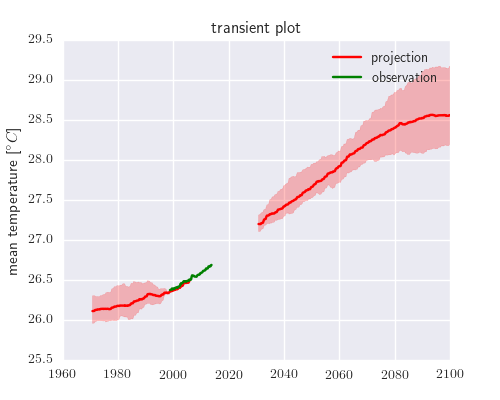 transient plot
29.5
29.0
28.5
28.0
27.5
27.0
26.5
26.0
25.5
mean temperature [°C]
projection
observation
1960 1980 2000 2020 2040 2060 2080 2100